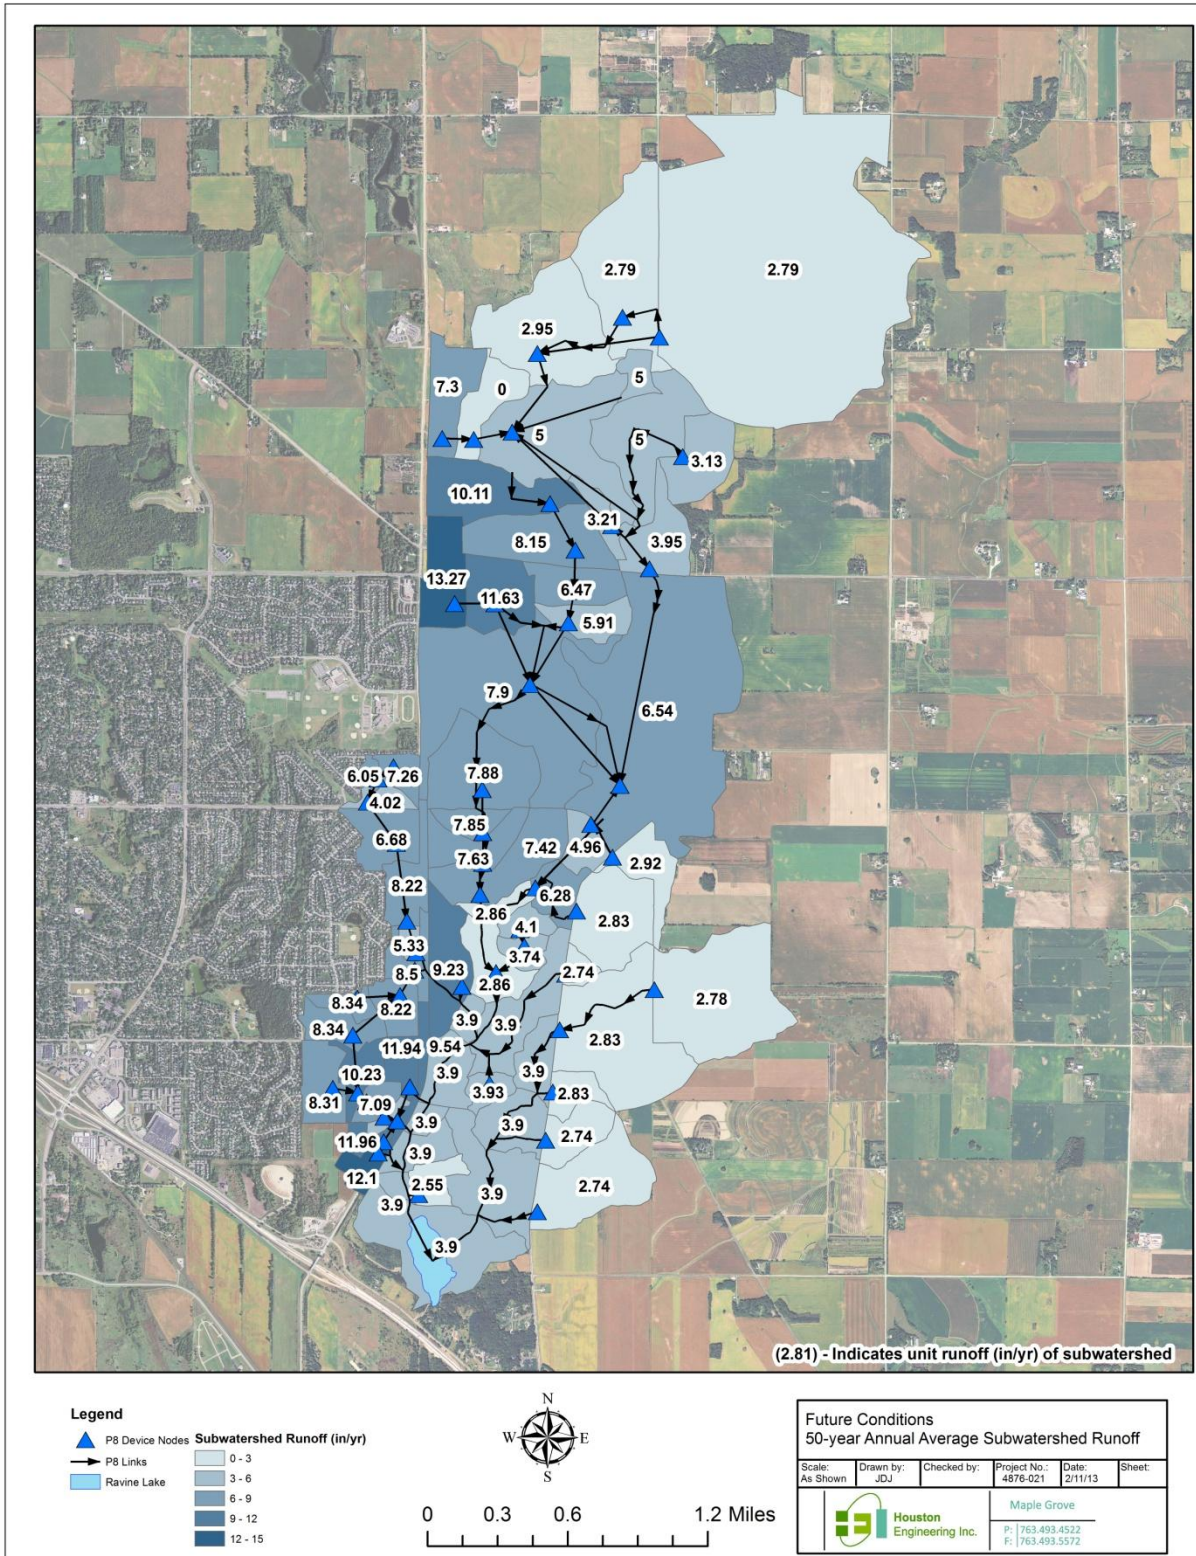 2.79
2.79
2.95
5
7.3
0
5
5
3.13
10.11
3.21
8.15
3.95
13.27
11.63
6.47
5.91
7.9
6.54
6.05
7.26
7.88
4.02
7.85
6.68
7.42
4.96
7.63
2.92
8.22
6.28
2.86
2.83
4.1
5.33
3.74
8.5
9.23
2.74
2.86
8.34
2.78
8.22
3.9
3.9
8.34
2.83
11.94
9.54
10.23
3.9
3.9
3.93
2.83
8.31
7.09
3.9
3.9
2.74
11.96
3.9
12.1
2.55
2.74
3.9
3.9
3.9
(2.81) - Indicates unit runoff (in/yr) of subwatershed
Legend
P8 Device Nodes
P8 Links
Ravine Lake
Subwatershed Runoff (in/yr)
0 - 3
3 - 6
6 - 9
9 - 12
12 - 15
N
W E
S
0 0.6 1.2 Miles
Future Conditions
50-year Annual Average Subwatershed Runoff
Scale: Drawn by: Checked by: Project No.: Date: Sheet:
As Shown JDJ 4876-021 2/11/13
Houston
Engineering Inc.
Maple Grove
P: 763.493.4522
F: 763.493.5572